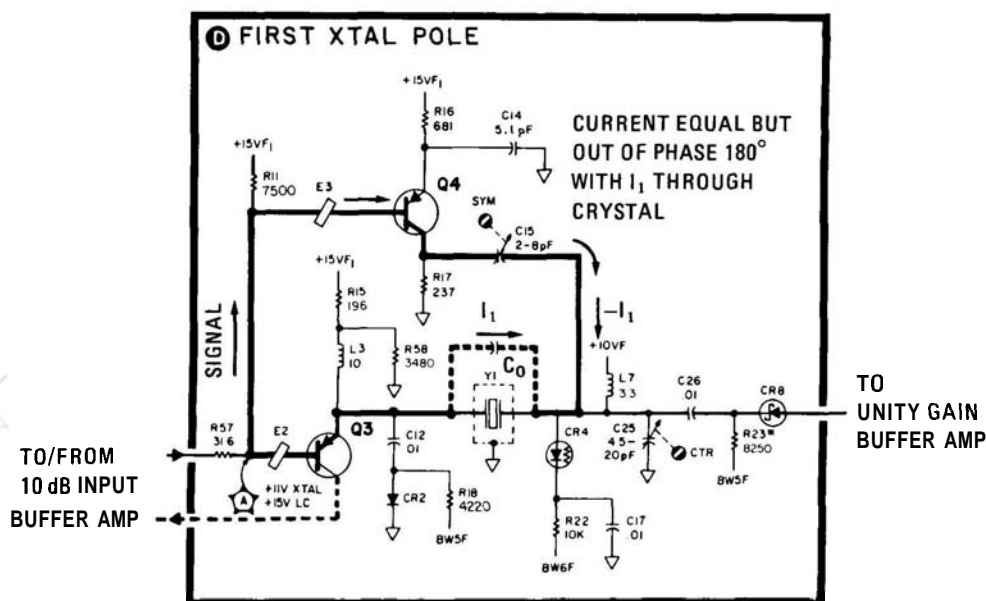 D FIRST XTAL POLE
+15VF1
R16
681
C14
5.1pF
CURRENT EQUAL BUT
OUT OF PHASE 180°
WITH I1 THROUGH
CRYSTAL
+15VF1
R11
7500
E3
Q4
SYM
C15
2-8pF
+15VF1
R15
196
R17
237
SIGNAL
I1
-I1
+10VF
L3
10
R58
3480
C0
Y1
L7
33
C26
.01
CR8
TO
UNITY GAIN
BUFFER AMP
R57
316
E2
Q3
C12
.01
CR4
C25
4.5-
20pF
CTR
R23*
8250
BW5F
TO/FROM
10 dB INPUT
BUFFER AMP
A
+11V XTAL
+15V LC
CR2
R18
4220
BW5F
R22
10K
C17
.01
BW6F